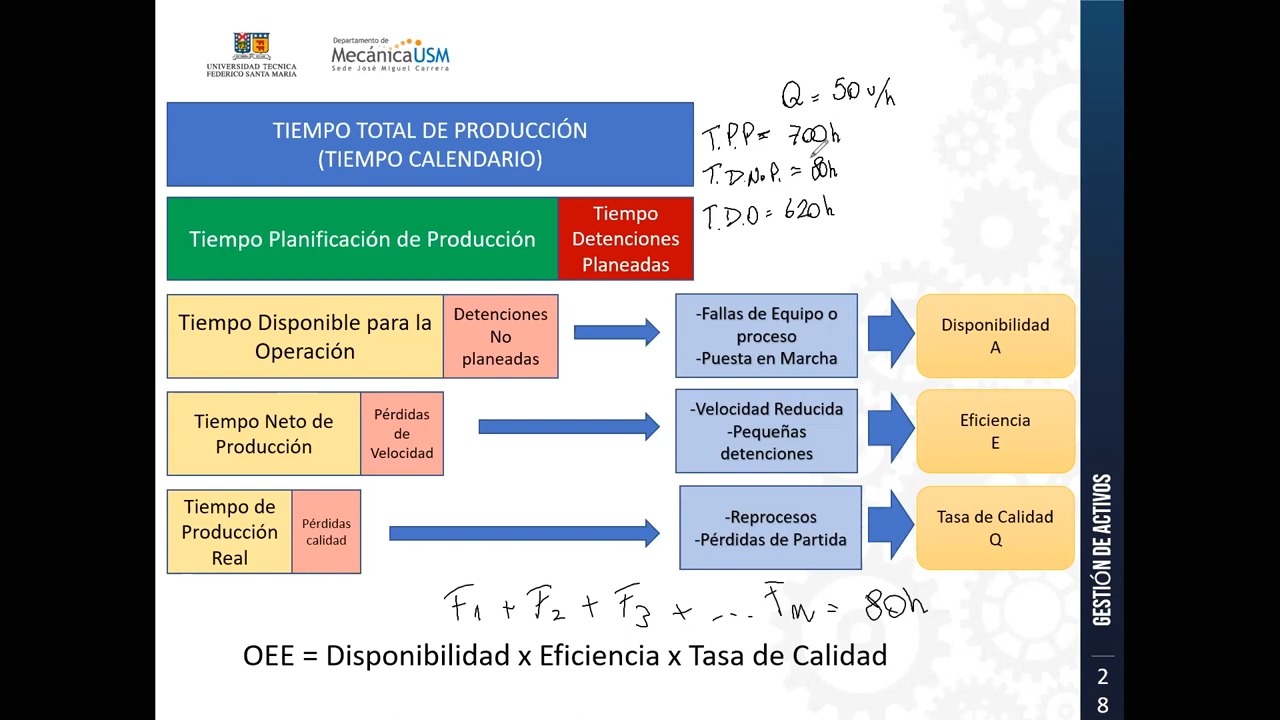 UNIVERSIDAD TECNICA
FEDERICO SANTA MARIA
Departamento de
MecánicaUSM
Sede José Miguel Carrera
Q = 50 u/h
TIEMPO TOTAL DE PRODUCCIÓN
(TIEMPO CALENDARIO)
T.P.P = 700h
T.D.No.P. = 80h
T.D.O = 620h
Tiempo Planificación de Producción
Tiempo
Detenciones
Planeadas
Tiempo Disponible para la
Operación
Detenciones
No
planeadas
-Fallas de Equipo o
proceso
-Puesta en Marcha
Disponibilidad
A
Tiempo Neto de
Producción
Pérdidas
de
Velocidad
-Velocidad Reducida
-Pequeñas
detenciones
Eficiencia
E
Tiempo de
Producción
Real
Pérdidas
calidad
-Reprocesos
-Pérdidas de Partida
Tasa de Calidad
Q
F1 + F2 + F3 + ... Fn = 80h
OEE = Disponibilidad x Eficiencia x Tasa de Calidad
GESTIÓN DE ACTIVOS
2
8